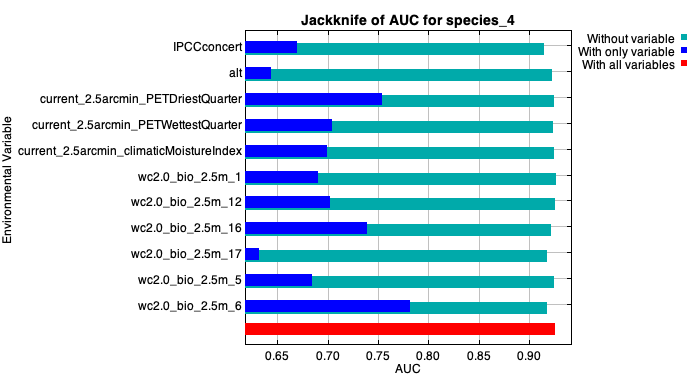 Jackknife of AUC for species_4
Without variable
With only variable
With all variables
Environmental Variable
IPCCconcert
alt
current_2.5arcmin_PETDriestQuarter
current_2.5arcmin_PETWettestQuarter
current_2.5arcmin_climaticMoistureIndex
wc2.0_bio_2.5m_1
wc2.0_bio_2.5m_12
wc2.0_bio_2.5m_16
wc2.0_bio_2.5m_17
wc2.0_bio_2.5m_5
wc2.0_bio_2.5m_6
0.65 0.70 0.75 0.80 0.85 0.90
AUC